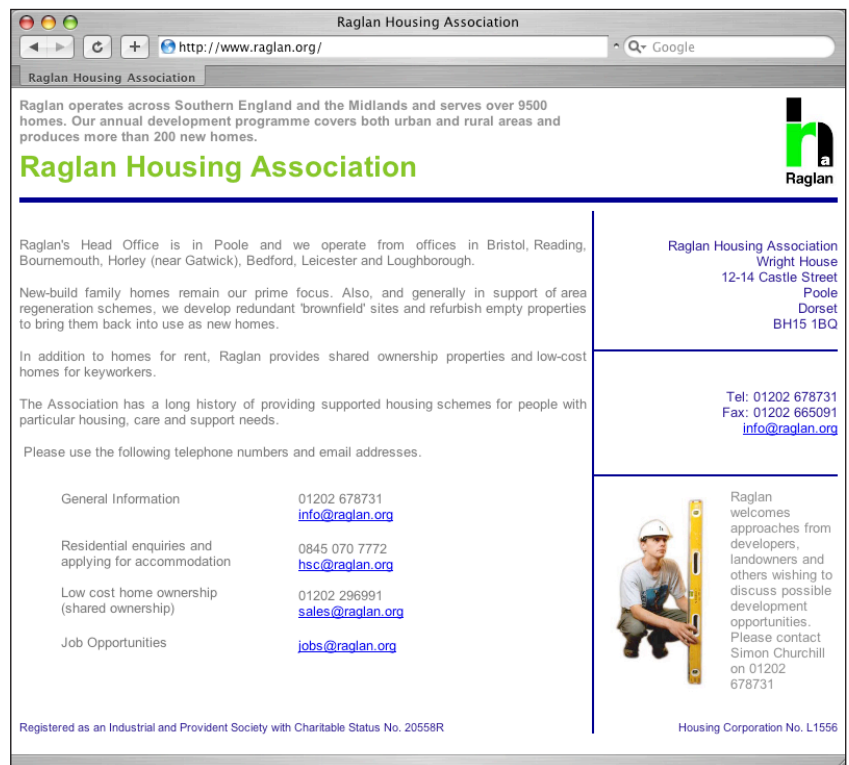 Raglan Housing Association
http://www.raglan.org/
Google
Raglan Housing Association
Raglan operates across Southern England and the Midlands and serves over 9500
homes. Our annual development programme covers both urban and rural areas and
produces more than 200 new homes.
Raglan Housing Association
a
Raglan
Raglan's Head Office is in Poole and we operate from offices in Bristol, Reading,
Bournemouth, Horley (near Gatwick), Bedford, Leicester and Loughborough.
New-build family homes remain our prime focus. Also, and generally in support of area
regeneration schemes, we develop redundant 'brownfield' sites and refurbish empty properties
to bring them back into use as new homes.
In addition to homes for rent, Raglan provides shared ownership properties and low-cost
homes for keyworkers.
The Association has a long history of providing supported housing schemes for people with
particular housing, care and support needs.
Please use the following telephone numbers and email addresses.
General Information 01202 678731
info@raglan.org
Residential enquiries and
applying for accommodation
0845 070 7772
hsc@raglan.org
Low cost home ownership
(shared ownership)
01202 296991
sales@raglan.org
Job Opportunities jobs@raglan.org
Raglan Housing Association
Wright House
12-14 Castle Street
Poole
Dorset
BH15 1BQ
Tel: 01202 678731
Fax: 01202 665091
info@raglan.org
Raglan
welcomes
approaches from
developers,
landowners and
others wishing to
discuss possible
development
opportunities.
Please contact
Simon Churchill
on 01202
678731
Registered as an Industrial and Provident Society with Charitable Status No. 20558R
Housing Corporation No. L1556